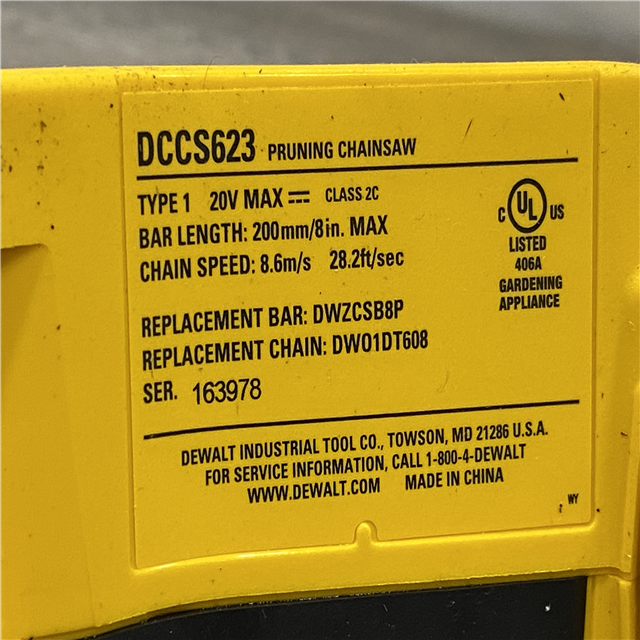 DCCS623 PRUNING CHAINSAW
TYPE 1 20V MAX ⎓ CLASS 2C
BAR LENGTH: 200mm/8in. MAX
CHAIN SPEED: 8.6m/s 28.2ft/sec
C UL US
LISTED
406A
GARDENING
APPLIANCE
REPLACEMENT BAR: DWZCSB8P
REPLACEMENT CHAIN: DWO1DT608
SER. 163978
DEWALT INDUSTRIAL TOOL CO., TOWSON, MD 21286 U.S.A.
FOR SERVICE INFORMATION, CALL 1-800-4-DEWALT
WWW.DEWALT.COM MADE IN CHINA
WY